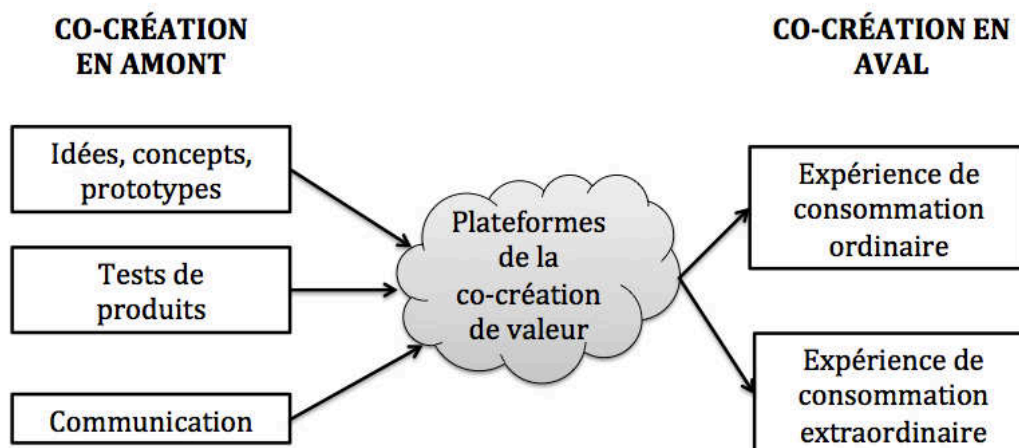 CO-CRÉATION
EN AMONT
CO-CRÉATION EN
AVAL
Idées, concepts,
prototypes
Tests de
produits
Communication
Plateformes
de la
co-création
de valeur
Expérience de
consommation
ordinaire
Expérience de
consommation
extraordinaire